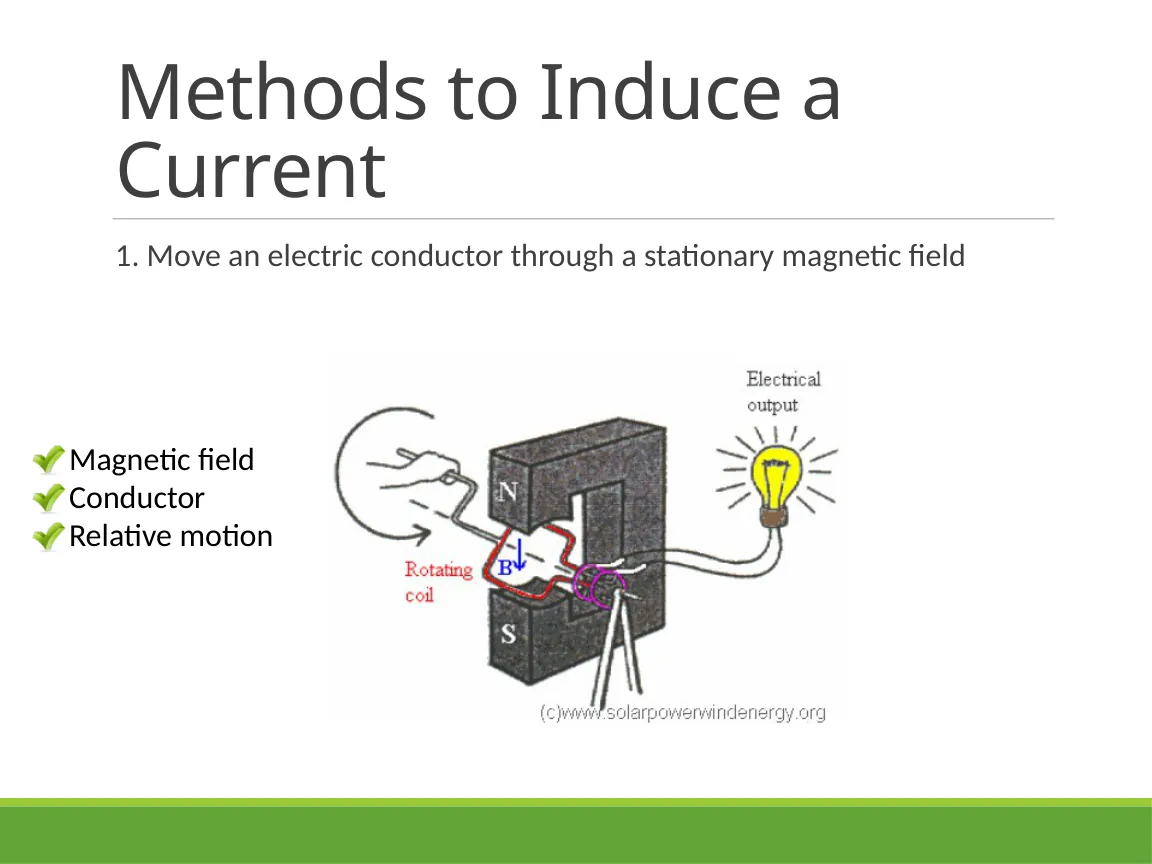 Methods to Induce a
Current
1. Move an electric conductor through a stationary magnetic field
Magnetic field
Conductor
Relative motion
Electrical
output
N
B
Rotating
coil
S
(c)www.solarpowerwindenergy.org